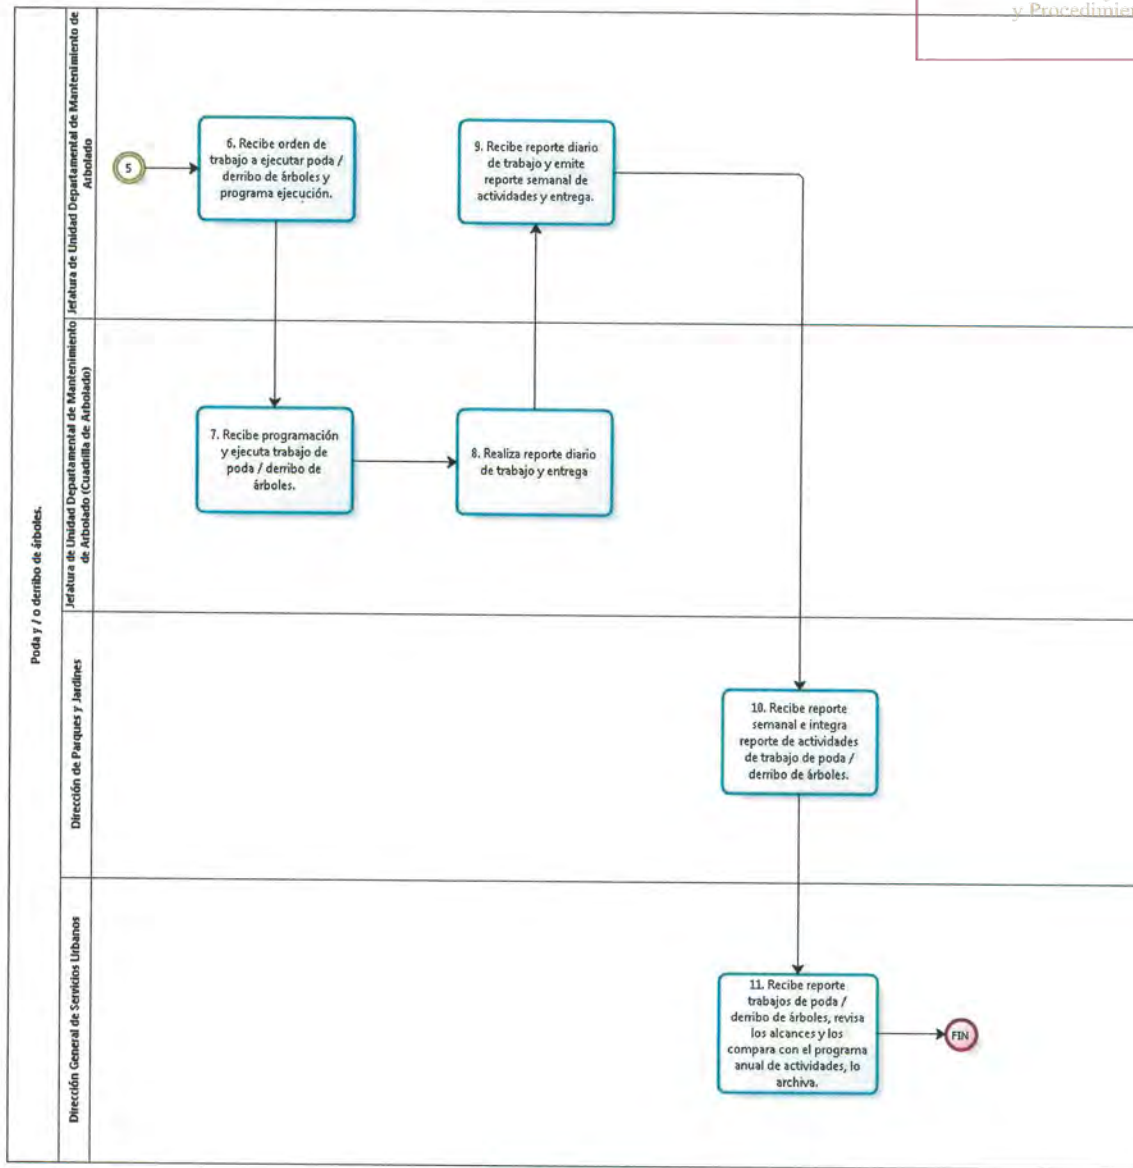 y Procedimien
Poda y / o derribo de árboles.
Jefatura de Unidad Departamental de Mantenimiento de
Arbolado
5
6. Recibe orden de
trabajo a ejecutar poda /
derribo de árboles y
programa ejecución.
9. Recibe reporte diario
de trabajo y emite
reporte semanal de
actividades y entrega.
Jefatura de Unidad Departamental de Mantenimiento
de Arbolado (Cuadrilla de Arbolado)
7. Recibe programación
y ejecuta trabajo de
poda / derribo de
árboles.
8. Realiza reporte diario
de trabajo y entrega
Dirección de Parques y Jardines
10. Recibe reporte
semanal e integra
reporte de actividades
de trabajo de poda /
derribo de árboles.
Dirección General de Servicios Urbanos
11. Recibe reporte
trabajos de poda /
derribo de árboles, revisa
los alcances y los
compara con el programa
anual de actividades, lo
archiva.
FIN